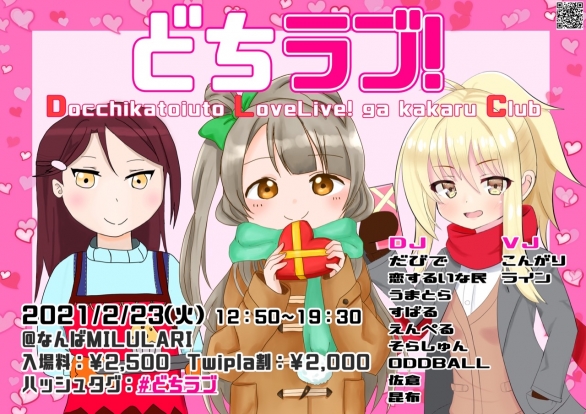 どちラブ!
Docchikatoiuto LoveLive! ga kakaru Club
DJ
だびで
恋するいな民
うまとら
すばる
えんぺる
そらしゅん
ODDBALL
佐倉
昆布
VJ
こんがり
ライン
2021/2/23(火) 12:50~19:30
@なんばMILULARI
入場料:¥2,500 Twipla割:¥2,000
ハッシュタグ:#どちラブ